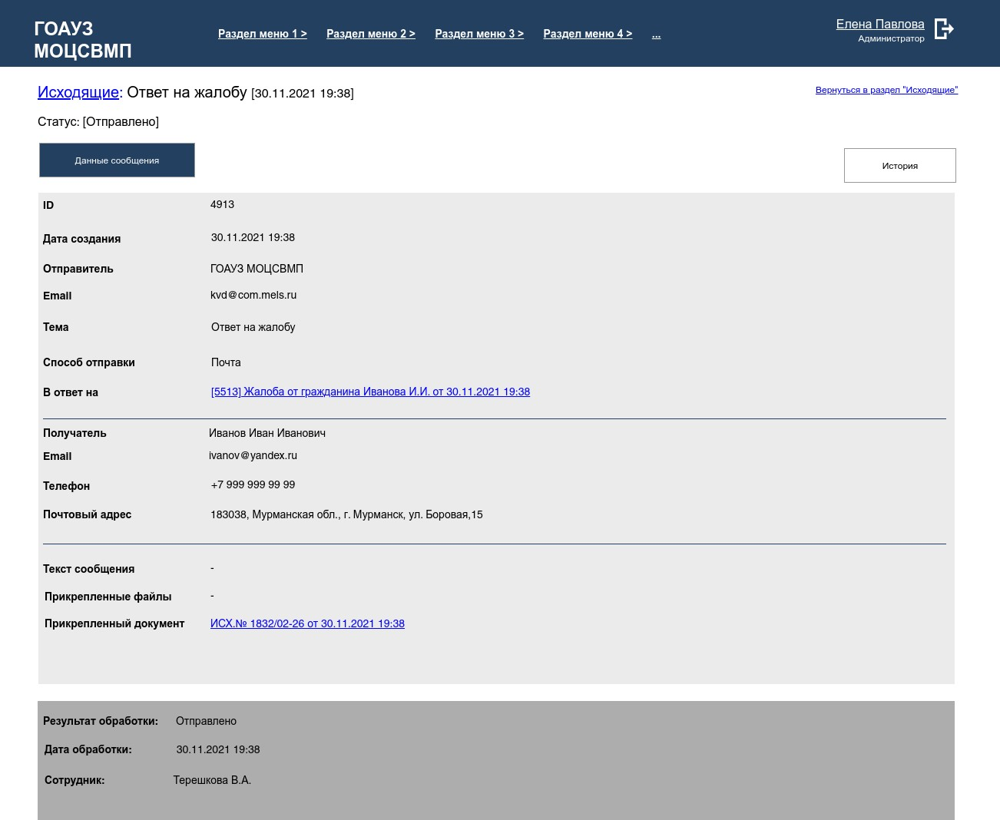 ГОАУЗ
МОЦСВМП
Раздел меню 1 > Раздел меню 2 > Раздел меню 3 > Раздел меню 4 > ...
Елена Павлова
Администратор
Исходящие: Ответ на жалобу [30.11.2021 19:38]
Вернуться в раздел "Исходящие"
Статус: [Отправлено]
Данные сообщения
История
ID 4913
Дата создания 30.11.2021 19:38
Отправитель ГОАУЗ МОЦСВМП
Email kvd@com.mels.ru
Тема Ответ на жалобу
Способ отправки Почта
В ответ на [5513] Жалоба от гражданина Иванова И.И. от 30.11.2021 19:38
Получатель Иванов Иван Иванович
Email ivanov@yandex.ru
Телефон +7 999 999 99 99
Почтовый адрес 183038, Мурманская обл., г. Мурманск, ул. Боровая,15
Текст сообщения -
Прикрепленные файлы -
Прикрепленный документ ИСХ.№ 1832/02-26 от 30.11.2021 19:38
Результат обработки: Отправлено
Дата обработки: 30.11.2021 19:38
Сотрудник: Терешкова В.А.